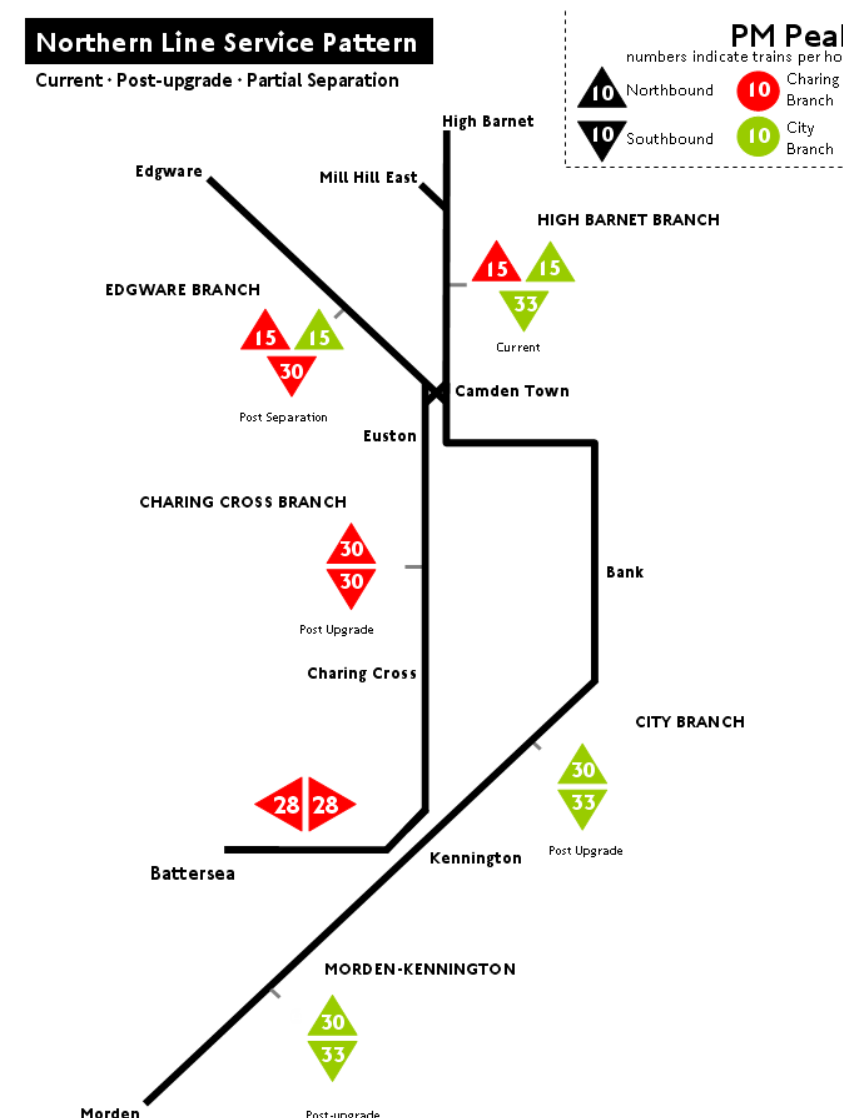 Northern Line Service Pattern
Current · Post-upgrade · Partial Separation
PM Peal
numbers indicate trains per ho
10 Northbound
10 Charing
Branch
10 Southbound
10 City
Branch
High Barnet
Edgware
Mill Hill East
HIGH BARNET BRANCH
15 15
33
Current
EDGWARE BRANCH
15 15
30
Post Separation
Camden Town
Euston
CHARING CROSS BRANCH
30
30
Post Upgrade
Bank
Charing Cross
CITY BRANCH
30
33
Post Upgrade
28 28
Battersea
Kennington
MORDEN-KENNINGTON
30
33
Morden
Post-upgrade